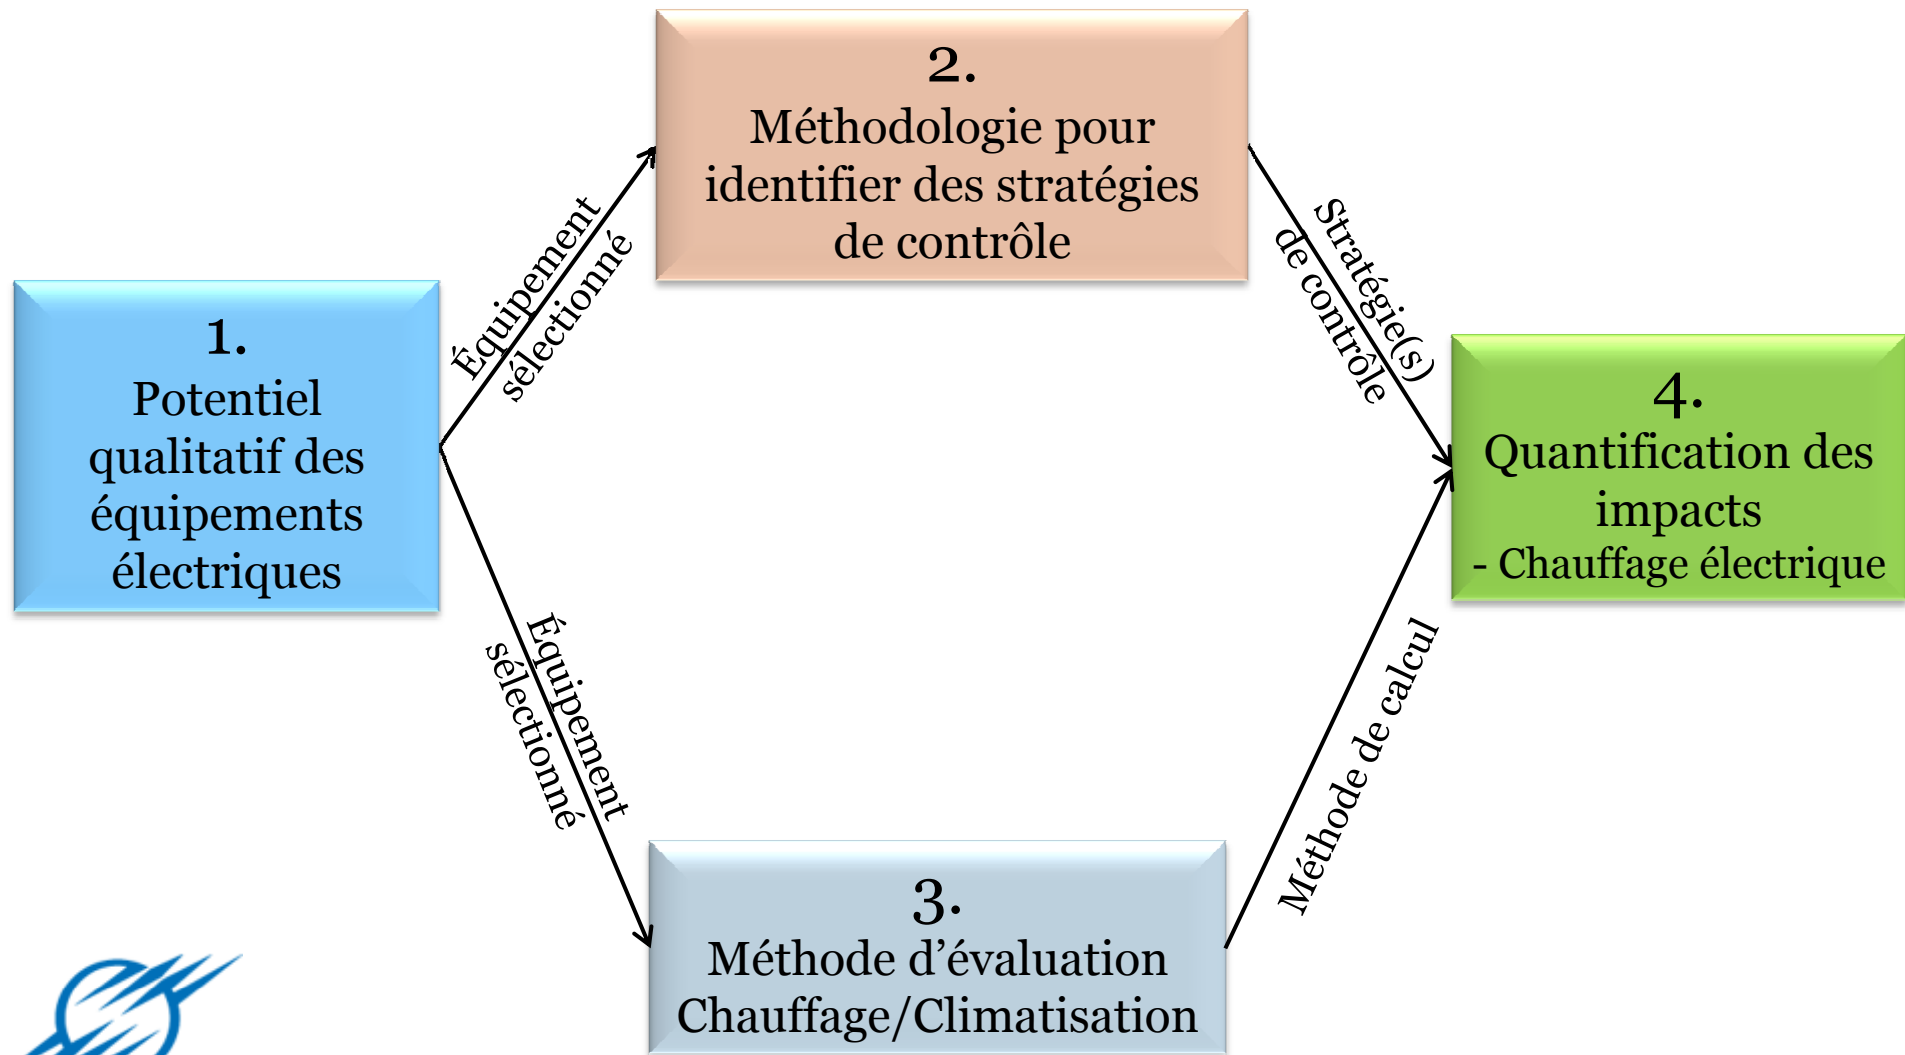 2.
Méthodologie pour
identifier des stratégies
de contrôle
Équipement
sélectionné
Stratégie(s)
de contrôle
1.
Potentiel
qualitatif des
équipements
électriques
4.
Quantification des
impacts
- Chauffage électrique
Équipement
sélectionné
Méthode de calcul
3.
Méthode d’évaluation
Chauffage/Climatisation